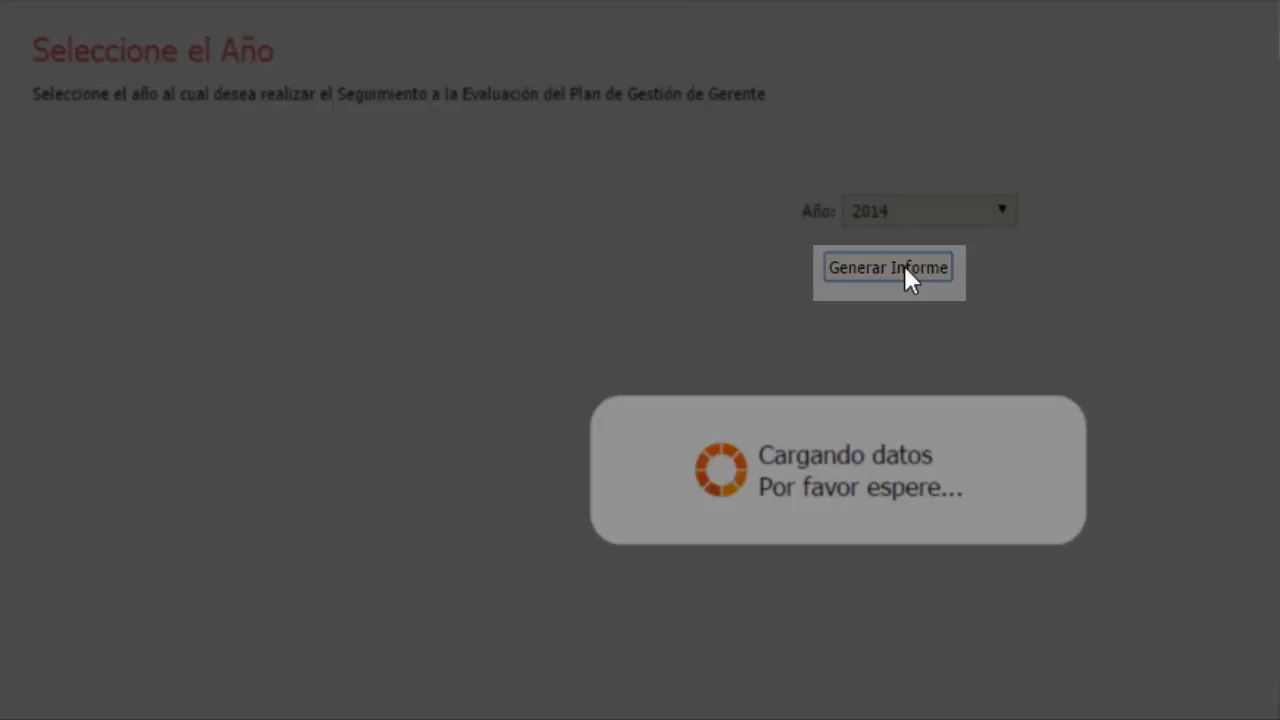 Seleccione el Año
Seleccione el año al cual desea realizar el Seguimiento a la Evaluación del Plan de Gestión de Gerente
Año: 2014
Generar Informe
Cargando datos
Por favor espere...